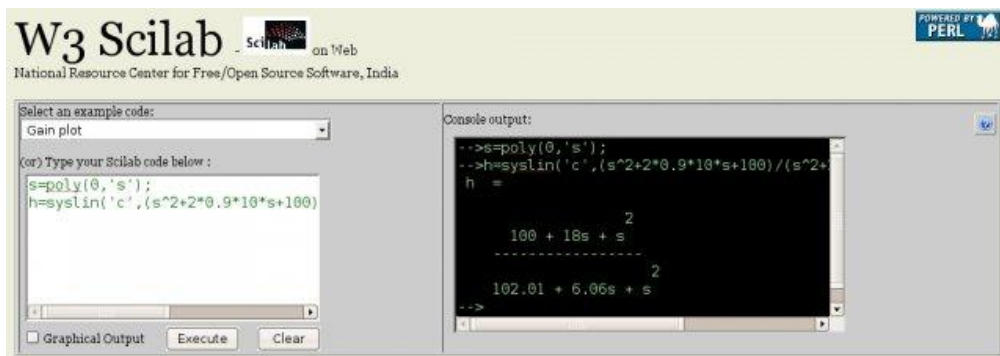 W3 Scilab - Scilab on Web
POWERED BY
PERL
National Resource Center for Free/Open Source Software, India
Select an example code:
Gain plot
(or) Type your Scilab code below :
s=poly(0,'s');
h=syslin('c',(s^2+2*0.9*10*s+100)
Graphical Output Execute Clear
Console output:
-->s=poly(0,'s');
-->h=syslin('c',(s^2+2*0.9*10*s+100)/(s^2+
h =
2
100 + 18s + s
-----------------
2
102.01 + 6.06s + s
-->